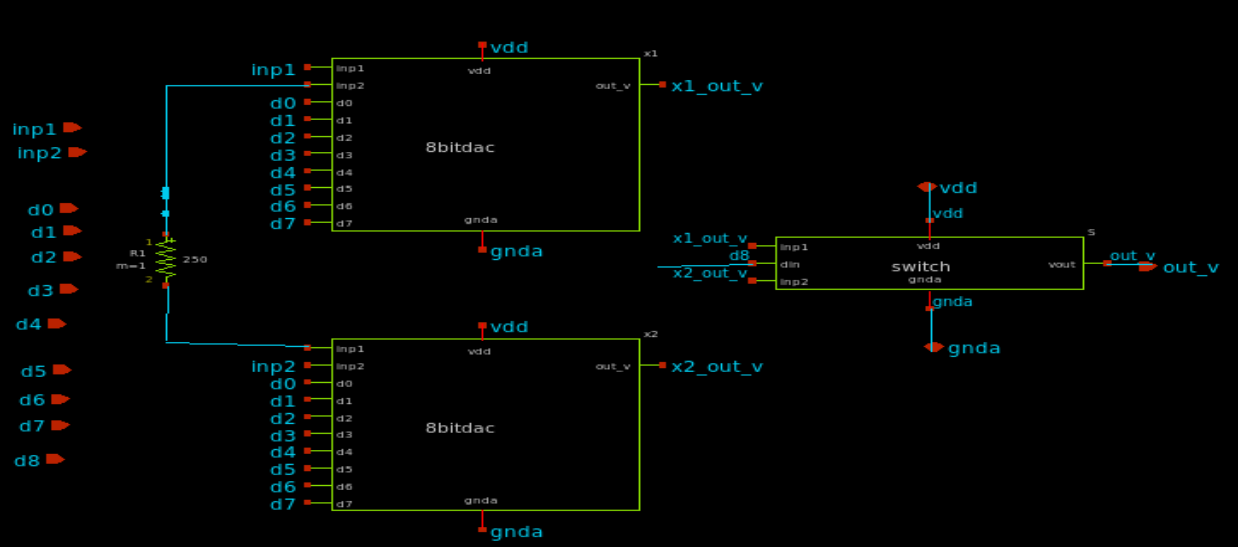 vdd
x1
inp1
inp1
vdd
inp2
out_v
x1_out_v
d0
d0
d1
d1
d2
d2
8bitdac
d3
d3
d4
d4
d5
d5
d6
d6
d7
d7
gnda
gnda
inp1
inp2
d0
d1
d2
d3
d4
d5
d6
d7
d8
1
R1
m=1
250
2
vdd
x2
inp1
vdd
inp2
inp2
out_v
x2_out_v
d0
d0
d1
d1
d2
d2
8bitdac
d3
d3
d4
d4
d5
d5
d6
d6
d7
d7
gnda
gnda
vdd
vdd
S
x1_out_v
inp1
vdd
d8
din
switch
vout
out_v
out_v
x2_out_v
inp2
gnda
gnda
gnda